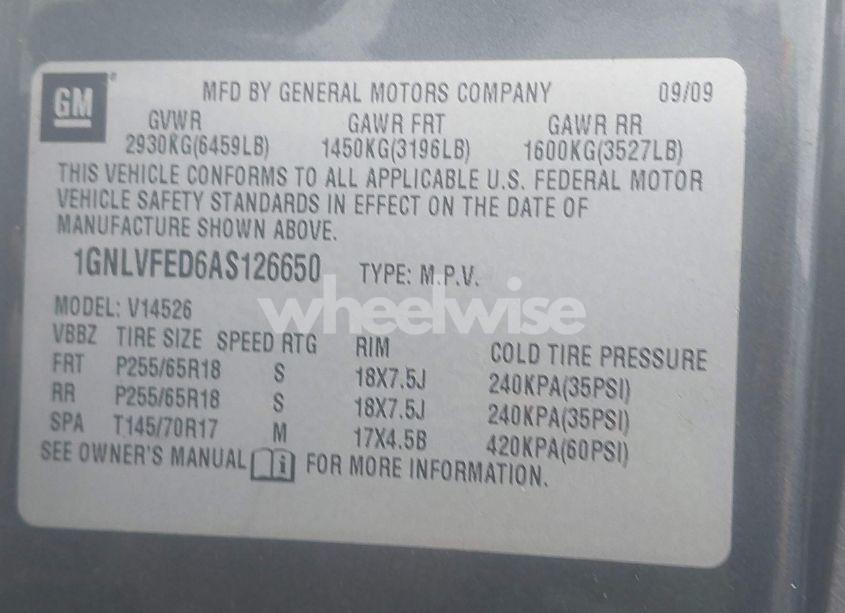 GM
MFD BY GENERAL MOTORS COMPANY 09/09
GVWR GAWR FRT GAWR RR
2930KG(6459LB) 1450KG(3196LB) 1600KG(3527LB)
THIS VEHICLE CONFORMS TO ALL APPLICABLE U.S. FEDERAL MOTOR
VEHICLE SAFETY STANDARDS IN EFFECT ON THE DATE OF
MANUFACTURE SHOWN ABOVE.
1GNLVFED6AS126650 TYPE: M.P.V.
wheelwise
MODEL: V14526
VBBZ TIRE SIZE SPEED RTG RIM COLD TIRE PRESSURE
FRT P255/65R18 S 18X7.5J 240KPA(35PSI)
RR P255/65R18 S 18X7.5J 240KPA(35PSI)
SPA T145/70R17 M 17X4.5B 420KPA(60PSI)
SEE OWNER'S MANUAL i FOR MORE INFORMATION.